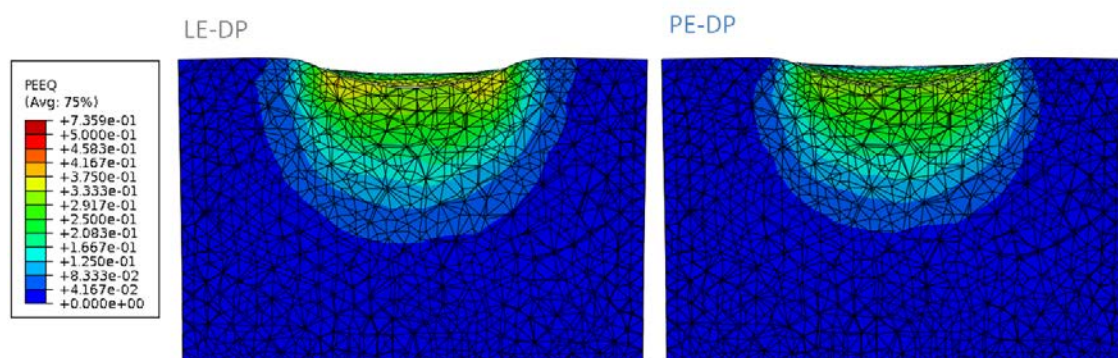 LE-DP
PE-DP
PEEQ
(Avg: 75%)
+7.359e-01
+5.000e-01
+4.583e-01
+4.167e-01
+3.750e-01
+3.333e-01
+2.917e-01
+2.500e-01
+2.083e-01
+1.667e-01
+1.250e-01
+8.333e-02
+4.167e-02
+0.000e+00